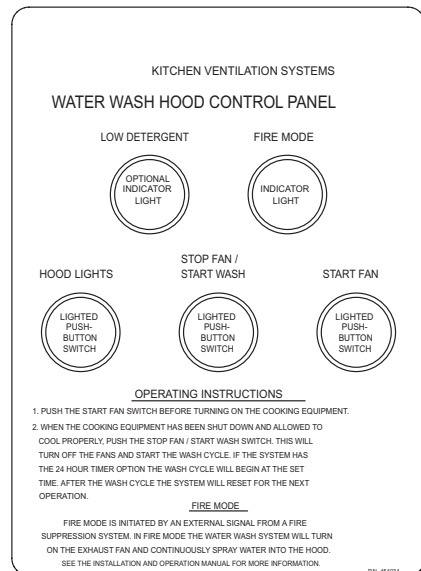 KITCHEN VENTILATION SYSTEMS
WATER WASH HOOD CONTROL PANEL
LOW DETERGENT
FIRE MODE
OPTIONAL
INDICATOR
LIGHT
INDICATOR
LIGHT
HOOD LIGHTS
STOP FAN /
START WASH
START FAN
LIGHTED
PUSH-
BUTTON
SWITCH
LIGHTED
PUSH-
BUTTON
SWITCH
LIGHTED
PUSH-
BUTTON
SWITCH
OPERATING INSTRUCTIONS
1. PUSH THE START FAN SWITCH BEFORE TURNING ON THE COOKING EQUIPMENT.
2. WHEN THE COOKING EQUIPMENT HAS BEEN SHUT DOWN AND ALLOWED TO
COOL PROPERLY, PUSH THE STOP FAN / START WASH SWITCH. THIS WILL
TURN OFF THE FANS AND START THE WASH CYCLE. IF THE SYSTEM HAS
THE 24 HOUR TIMER OPTION THE WASH CYCLE WILL BEGIN AT THE SET
TIME. AFTER THE WASH CYCLE THE SYSTEM WILL RESET FOR THE NEXT
OPERATION.
FIRE MODE
FIRE MODE IS INITIATED BY AN EXTERNAL SIGNAL FROM A FIRE
SUPPRESSION SYSTEM. IN FIRE MODE THE WATER WASH SYSTEM WILL TURN
ON THE EXHAUST FAN AND CONTINUOUSLY SPRAY WATER INTO THE HOOD.
SEE THE INSTALLATION AND OPERATION MANUAL FOR MORE INFORMATION.